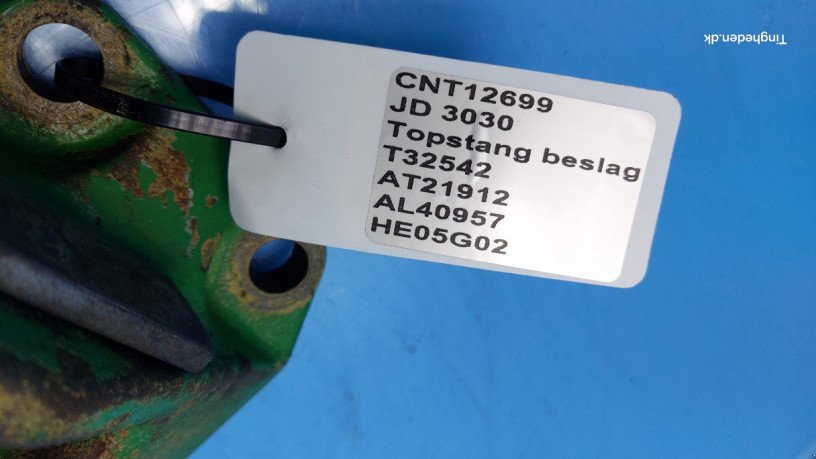 Tingheden.dk
CNT12699
JD 3030
Topstang beslag
T32542
AT21912
AL40957
HE05G02